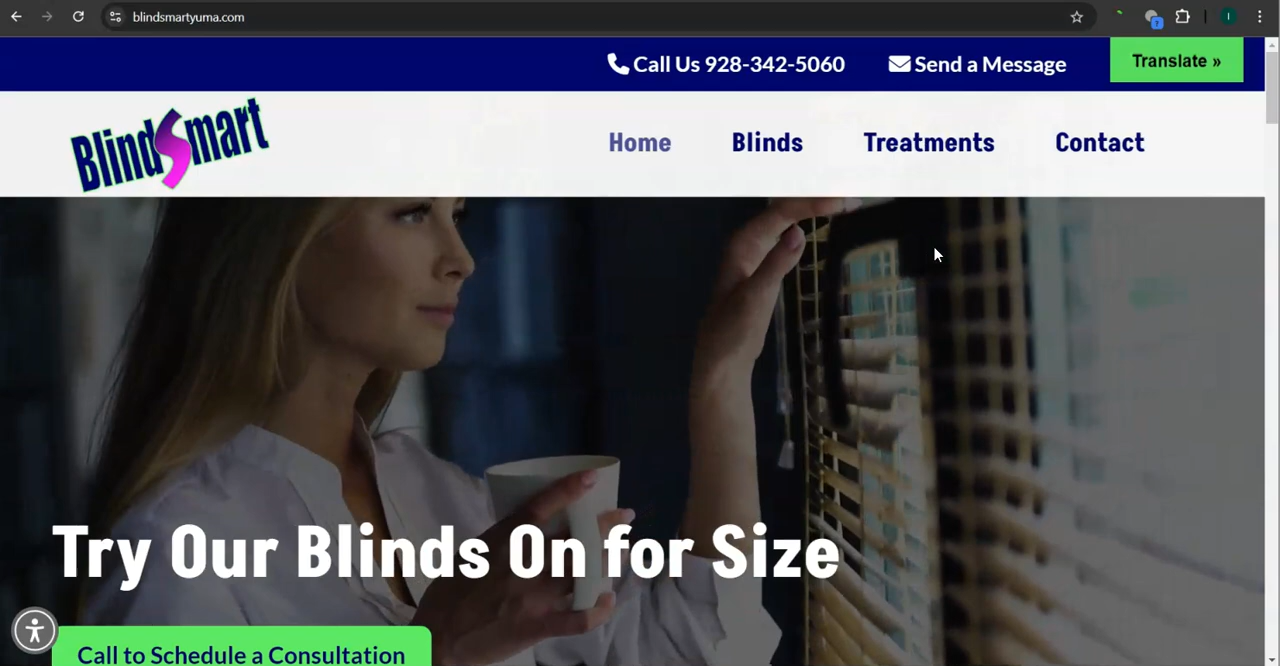 blindsmartyuma.com
Call Us 928-342-5060
Send a Message
Translate »
BlindSmart
Home
Blinds
Treatments
Contact
Try Our Blinds On for Size
Call to Schedule a Consultation
I